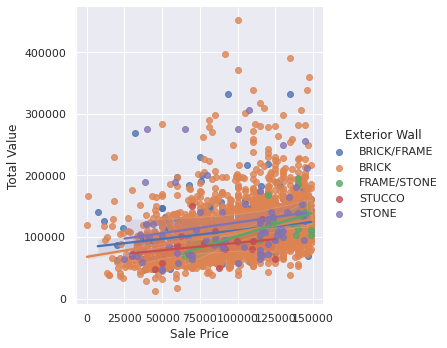 400000
300000
200000
100000
0
Total Value
0 25000 50000 75000 100000 125000 150000
Sale Price
Exterior Wall
BRICK/FRAME
BRICK
FRAME/STONE
STUCCO
STONE